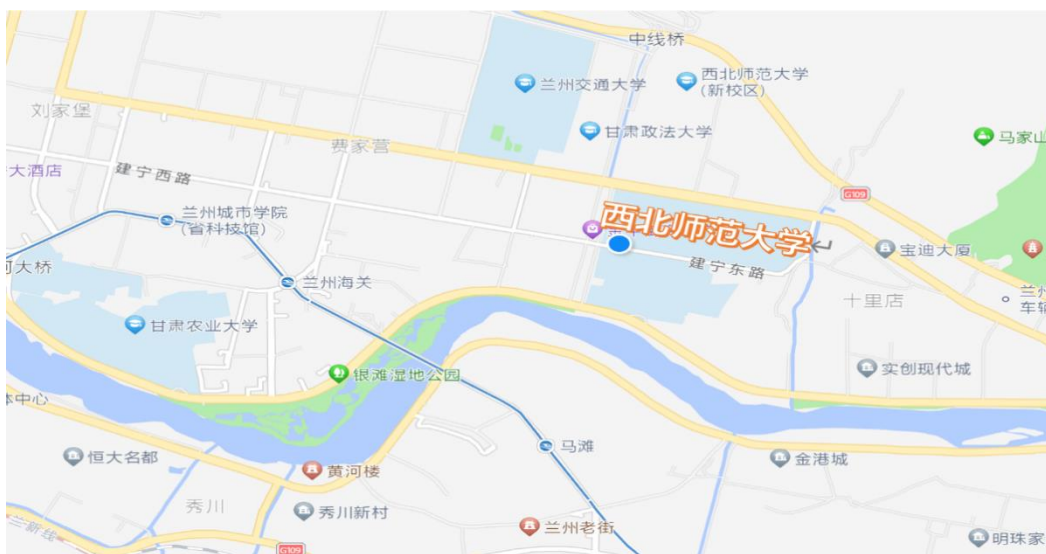 中线桥
兰州交通大学
西北师范大学
(新校区)
刘家堡
甘肃政法大学
费家营
马家山
大酒店
建宁西路
G109
兰州城市学院
(省科技馆)
西北师范大学
宝迪大厦
河大桥
建宁东路
兰州海关
十里店
兰州
车辆
甘肃农业大学
银滩湿地公园
实创现代城
体中心
马滩
恒大名都
金港城
黄河楼
秀川
秀川新村
兰州老街
兰新线
明珠家
G109